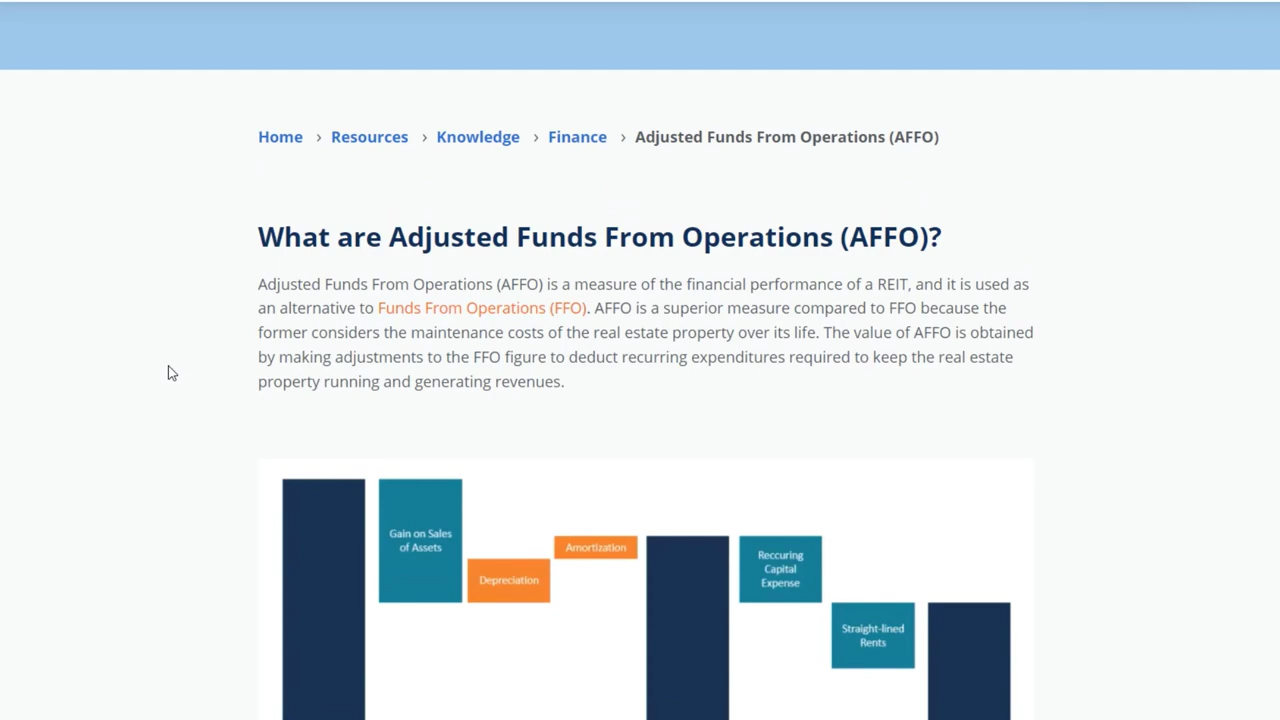 Home › Resources › Knowledge › Finance › Adjusted Funds From Operations (AFFO)
What are Adjusted Funds From Operations (AFFO)?
Adjusted Funds From Operations (AFFO) is a measure of the financial performance of a REIT, and it is used as
an alternative to Funds From Operations (FFO). AFFO is a superior measure compared to FFO because the
former considers the maintenance costs of the real estate property over its life. The value of AFFO is obtained
by making adjustments to the FFO figure to deduct recurring expenditures required to keep the real estate
property running and generating revenues.
Gain on Sales
of Assets
Depreciation
Amortization
Reccuring
Capital
Expense
Straight-lined
Rents